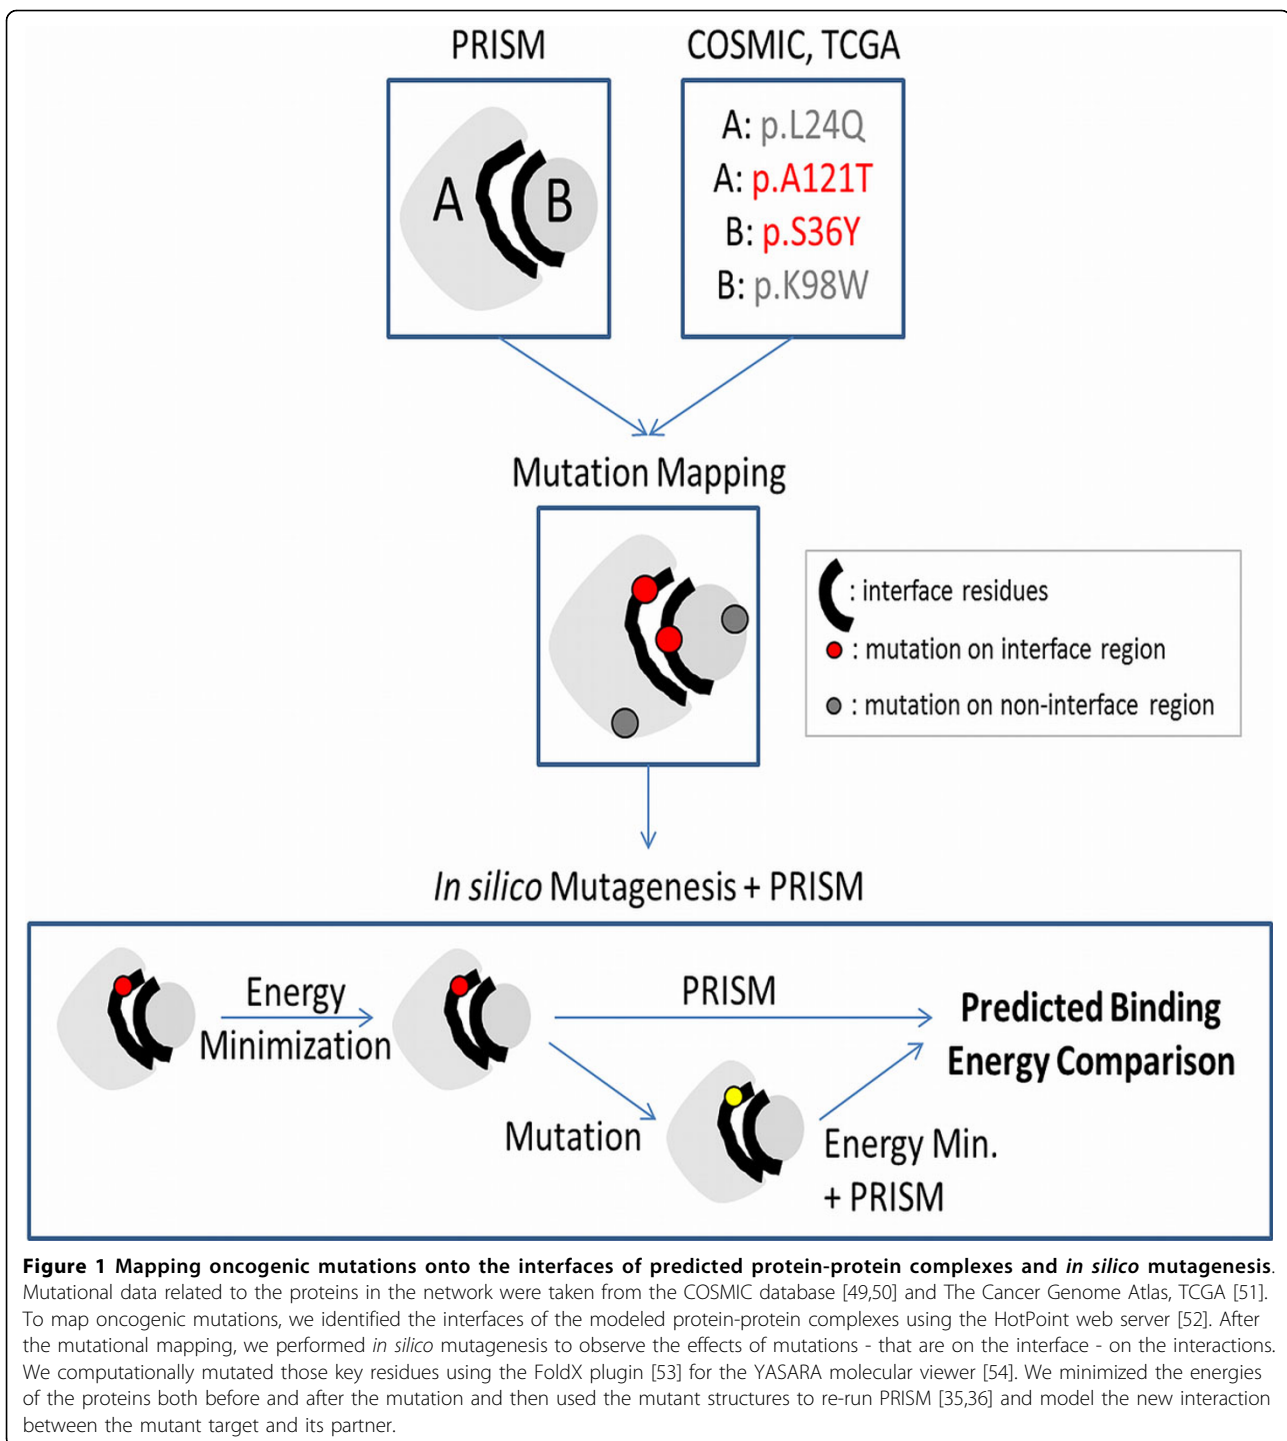 PRISM
COSMIC, TCGA
A
B
A: p.L24Q
A: p.A121T
B: p.S36Y
B: p.K98W
Mutation Mapping
: interface residues
: mutation on interface region
: mutation on non-interface region
In silico Mutagenesis + PRISM
Energy
Minimization
PRISM
Mutation
Energy Min.
+ PRISM
Predicted Binding
Energy Comparison
Figure 1 Mapping oncogenic mutations onto the interfaces of predicted protein-protein complexes and in silico mutagenesis.
Mutational data related to the proteins in the network were taken from the COSMIC database [49,50] and The Cancer Genome Atlas, TCGA [51].
To map oncogenic mutations, we identified the interfaces of the modeled protein-protein complexes using the HotPoint web server [52]. After
the mutational mapping, we performed in silico mutagenesis to observe the effects of mutations - that are on the interface - on the interactions.
We computationally mutated those key residues using the FoldX plugin [53] for the YASARA molecular viewer [54]. We minimized the energies
of the proteins both before and after the mutation and then used the mutant structures to re-run PRISM [35,36] and model the new interaction
between the mutant target and its partner.